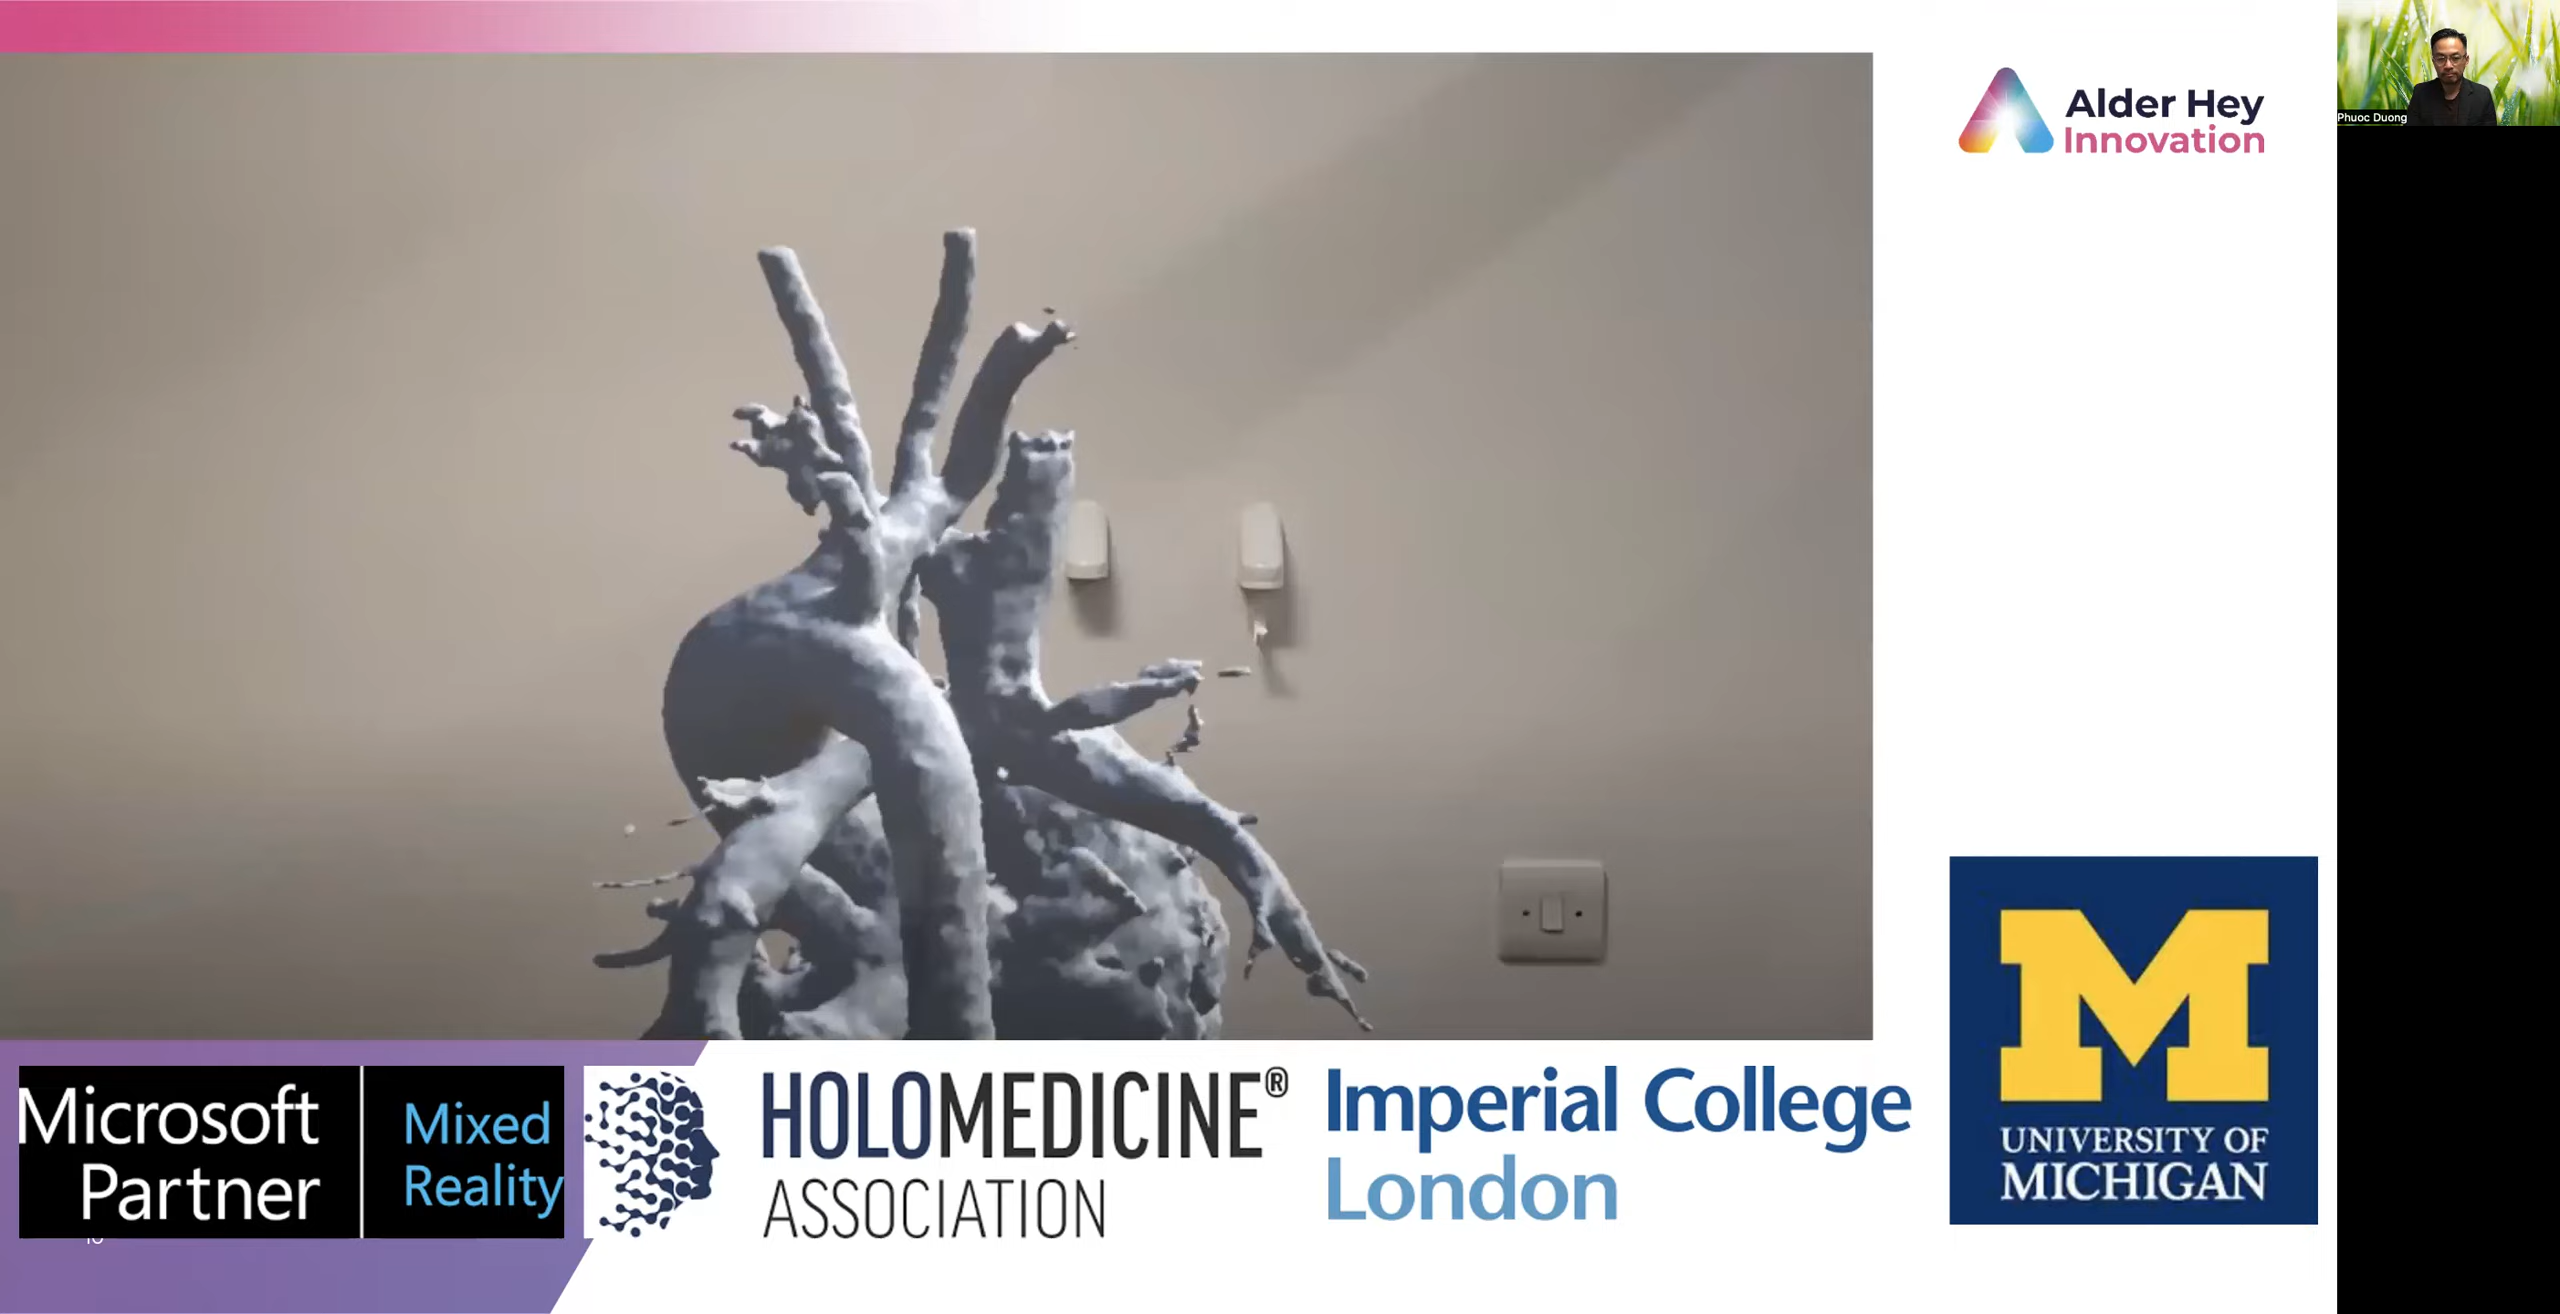 Alder Hey
Innovation
Phuoc Duong
Microsoft
Partner
Mixed
Reality
HOLOMEDICINE®
ASSOCIATION
Imperial College
London
UNIVERSITY OF
MICHIGAN